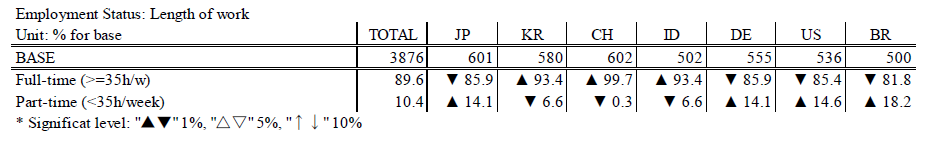 Employment Status: Length of work
Unit: % for base TOTAL JP KR CH ID DE US BR
BASE 3876 601 580 602 502 555 536 500
Full-time (>=35h/w) 89.6 ▼ 85.9 ▲ 93.4 ▲ 99.7 ▲ 93.4 ▼ 85.9 ▼ 85.4 ▼ 81.8
Part-time (<35h/week) 10.4 ▲ 14.1 ▼ 6.6 ▼ 0.3 ▼ 6.6 ▲ 14.1 ▲ 14.6 ▲ 18.2
* Significat level: "▲▼"1%, "△▽"5%, "↑↓"10%